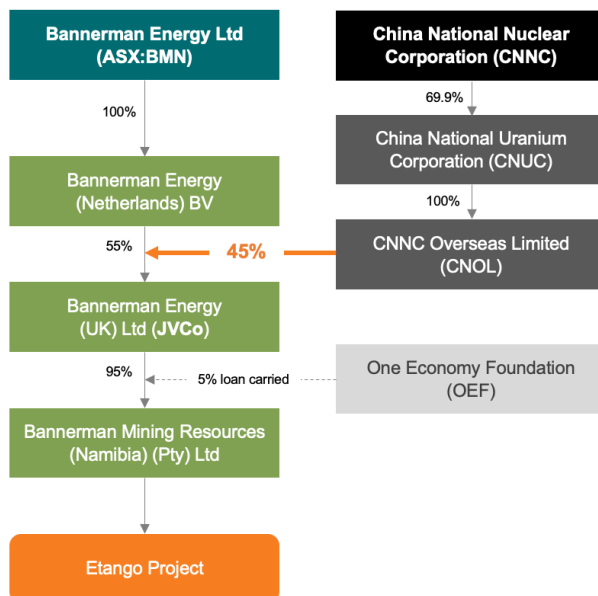 Bannerman Energy Ltd
(ASX:BMN)
China National Nuclear
Corporation (CNNC)
100%
69.9%
China National Uranium
Corporation (CNUC)
Bannerman Energy
(Netherlands) BV
100%
55%
45%
CNNC Overseas Limited
(CNOL)
Bannerman Energy
(UK) Ltd (JVCo)
95%
5% loan carried
One Economy Foundation
(OEF)
Bannerman Mining Resources
(Namibia) (Pty) Ltd
Etango Project